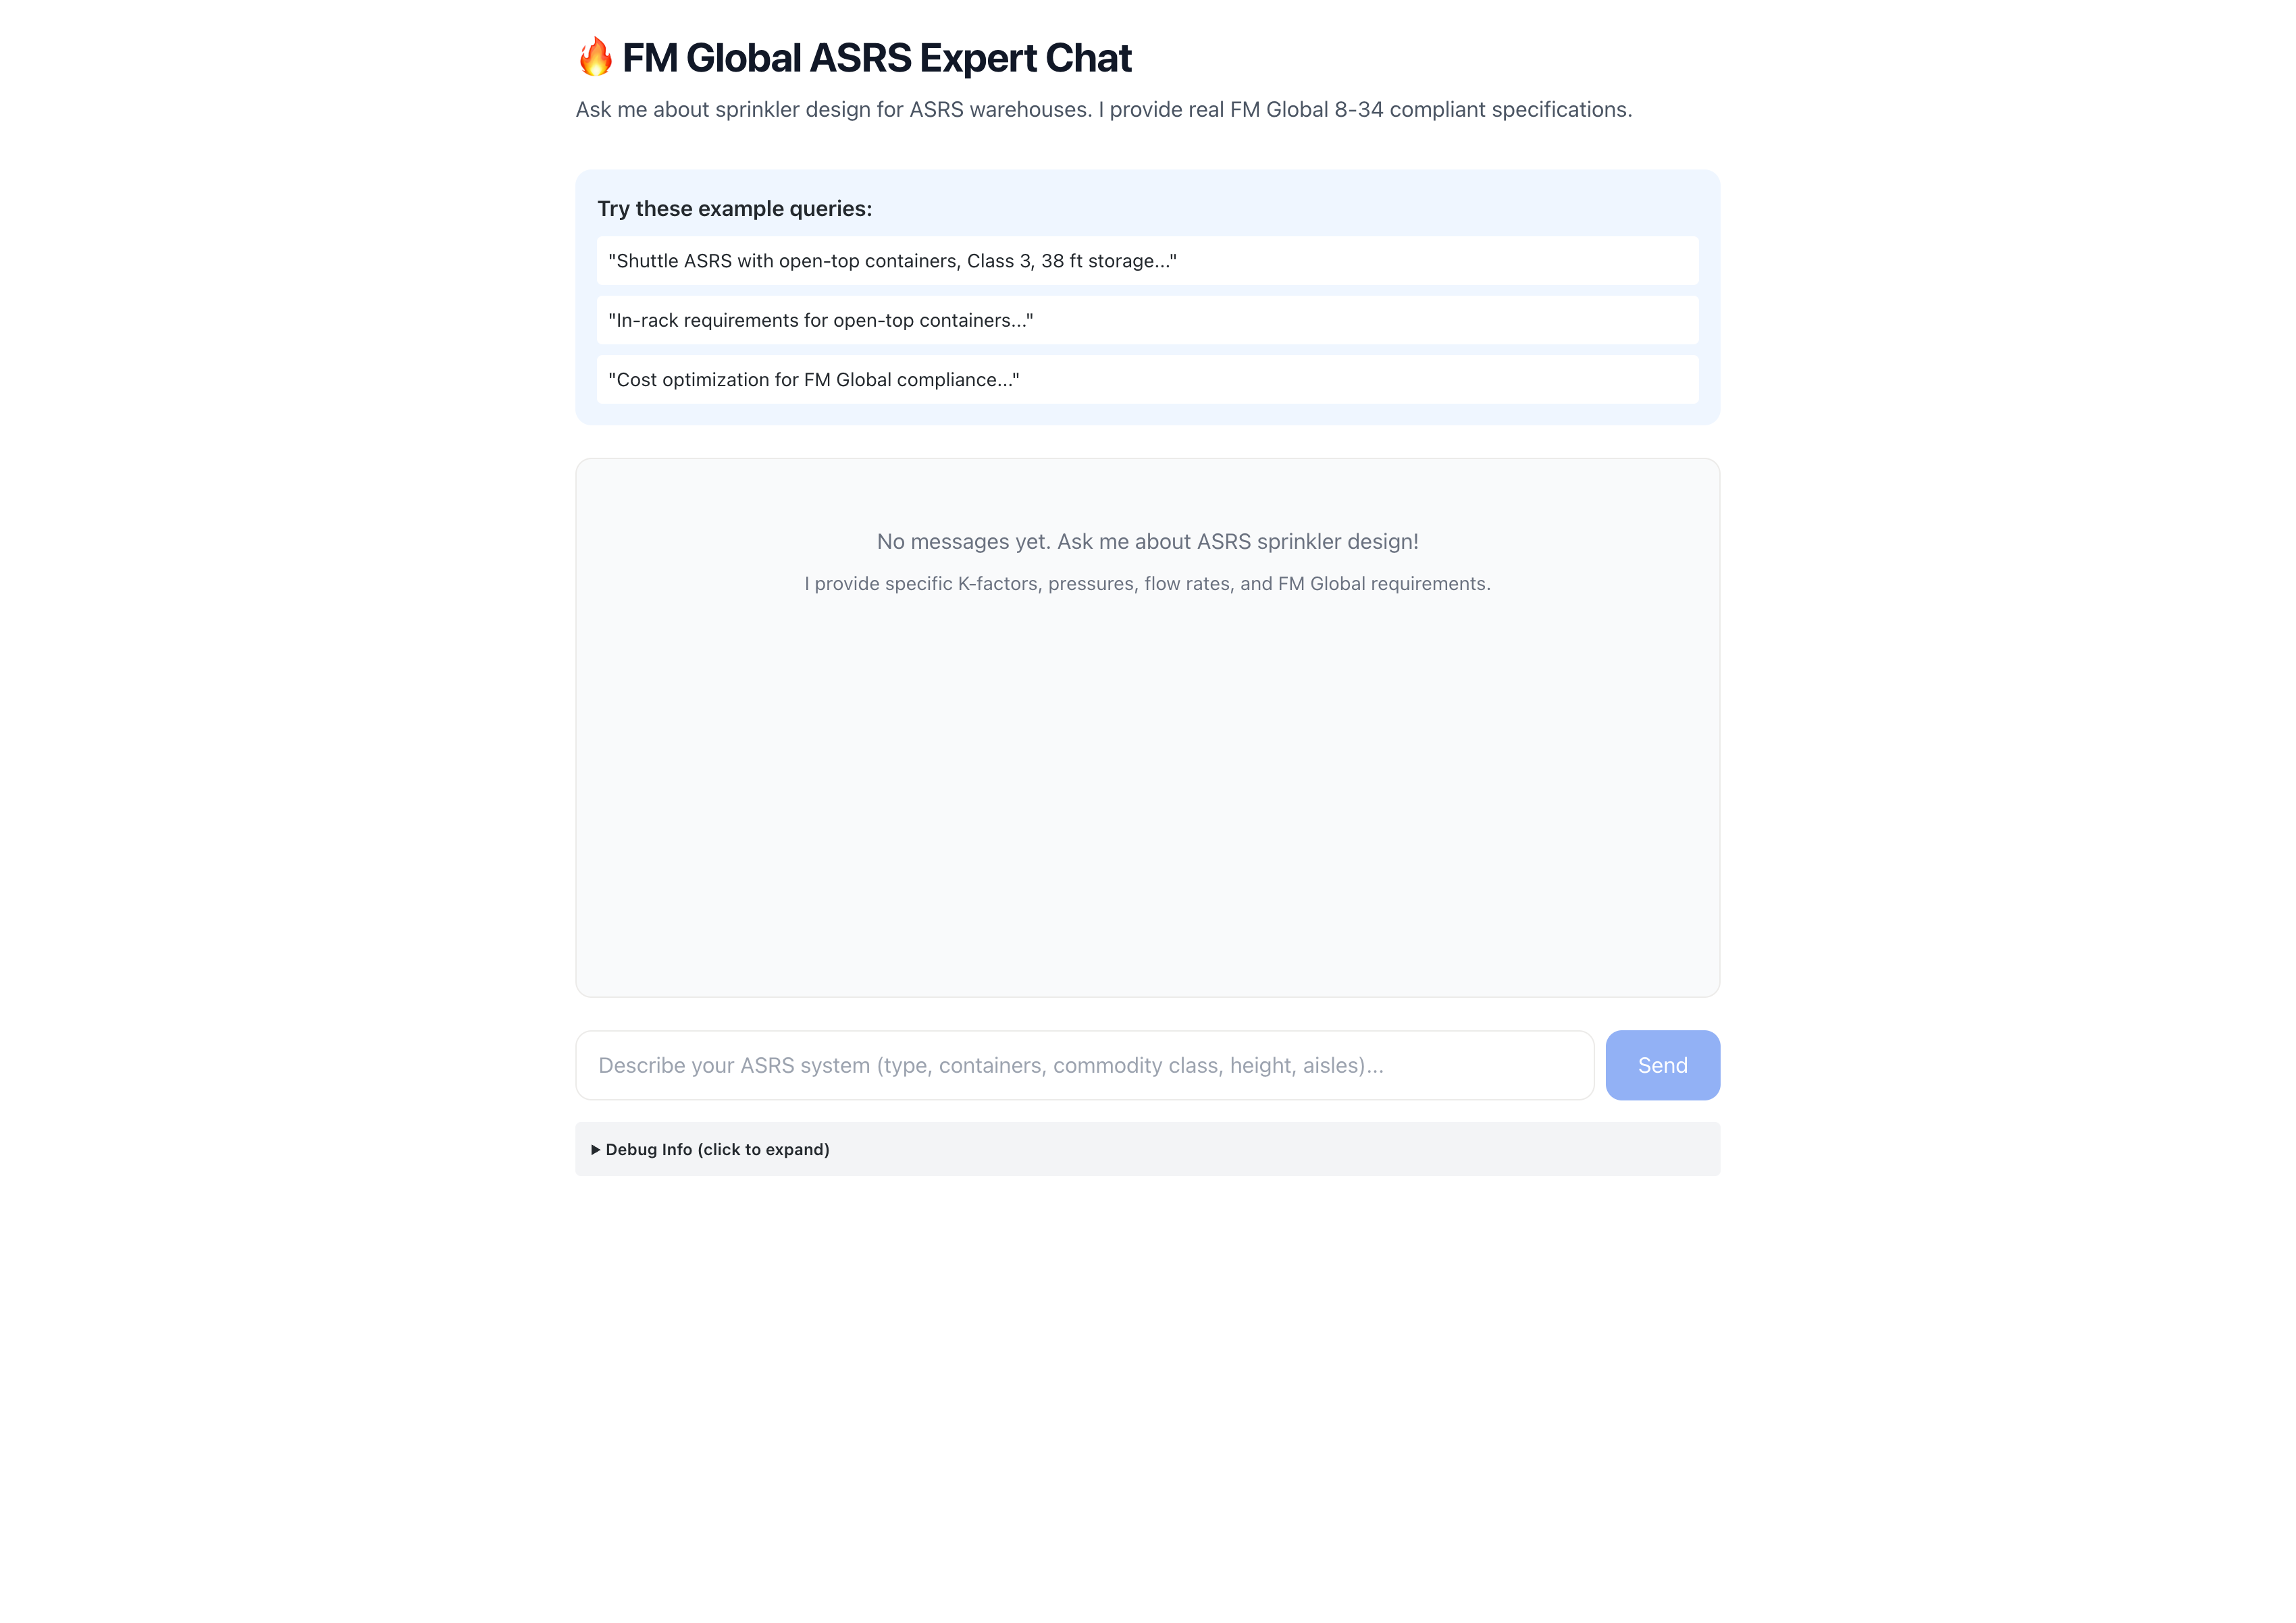 🔥 FM Global ASRS Expert Chat
Ask me about sprinkler design for ASRS warehouses. I provide real FM Global 8-34 compliant specifications.
Try these example queries:
"Shuttle ASRS with open-top containers, Class 3, 38 ft storage..."
"In-rack requirements for open-top containers..."
"Cost optimization for FM Global compliance..."
No messages yet. Ask me about ASRS sprinkler design!
I provide specific K-factors, pressures, flow rates, and FM Global requirements.
Describe your ASRS system (type, containers, commodity class, height, aisles)...
Send
Debug Info (click to expand)